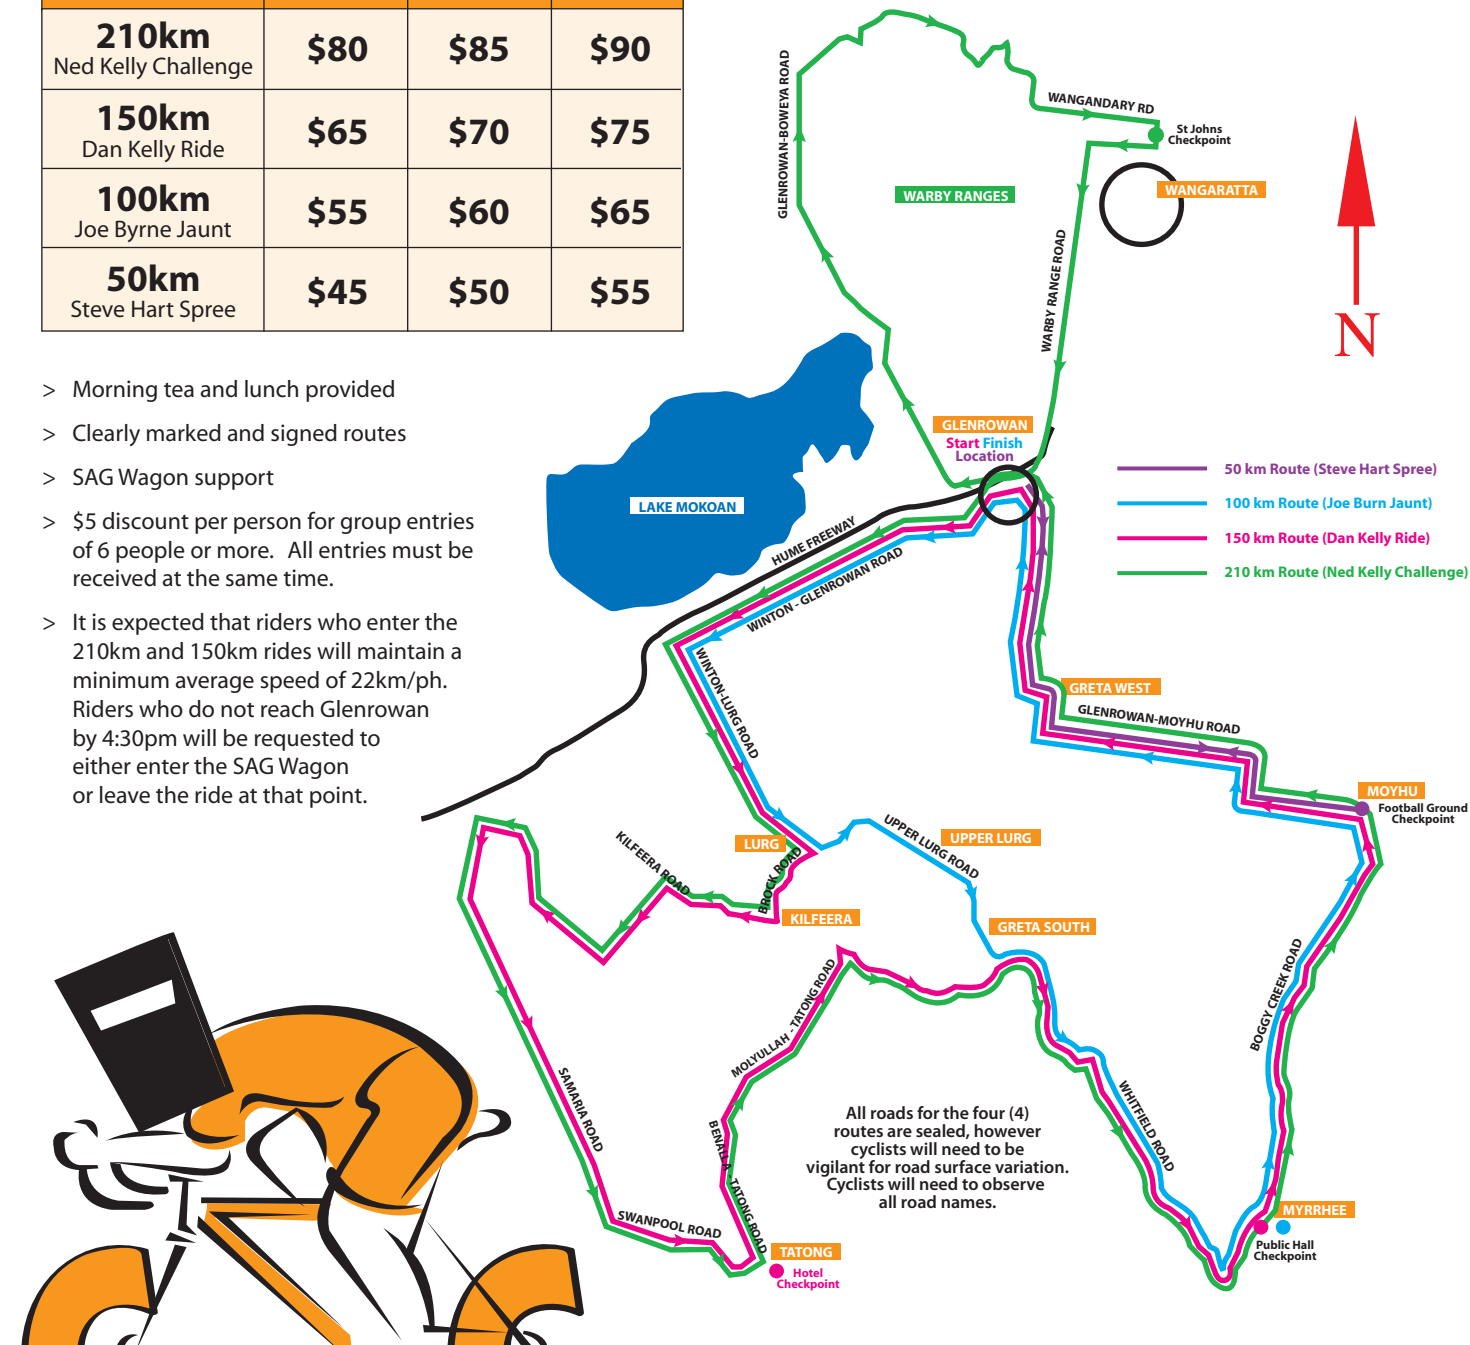 210km $80 $85 $90
Ned Kelly Challenge
150km $65 $70 $75
Dan Kelly Ride
100km $55 $60 $65
Joe Byrne Jaunt
50km $45 $50 $55
Steve Hart Spree
> Morning tea and lunch provided
> Clearly marked and signed routes
> SAG Wagon support
> $5 discount per person for group entries
of 6 people or more. All entries must be
received at the same time.
> It is expected that riders who enter the
210km and 150km rides will maintain a
minimum average speed of 22km/ph.
Riders who do not reach Glenrowan
by 4:30pm will be requested to
either enter the SAG Wagon
or leave the ride at that point.
GLENROWAN-BOWEYA ROAD
WANGANDARY RD
St Johns
Checkpoint
WARBY RANGES
WANGARATTA
WARBY RANGE ROAD
N
GLENROWAN
Start Finish
Location
LAKE MOKOAN
50 km Route (Steve Hart Spree)
100 km Route (Joe Burn Jaunt)
150 km Route (Dan Kelly Ride)
210 km Route (Ned Kelly Challenge)
HUME FREEWAY
WINTON - GLENROWAN ROAD
WINTON-LURG ROAD
GRETA WEST
GLENROWAN-MOYHU ROAD
MOYHU
Football Ground
Checkpoint
LURG
UPPER LURG ROAD
UPPER LURG
KILFEERA ROAD
BROCK ROAD
KILFEERA
GRETA SOUTH
MOLYULLAH - TATONG ROAD
BOGGY CREEK ROAD
SAMARIA ROAD
BENALLA - TATONG ROAD
WHITFIELD ROAD
All roads for the four (4)
routes are sealed, however
cyclists will need to be
vigilant for road surface variation.
Cyclists will need to observe
all road names.
SWANPOOL ROAD
TATONG
Hotel
Checkpoint
MYRRHEE
Public Hall
Checkpoint